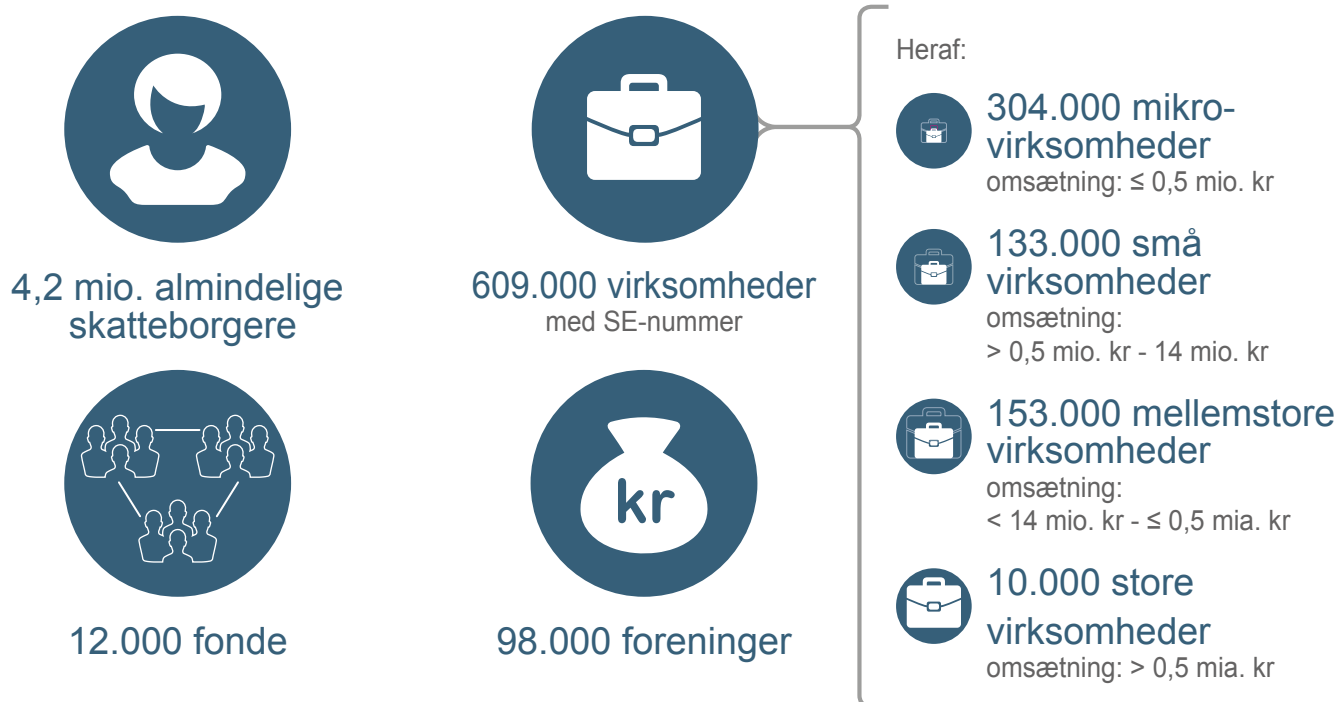 4,2 mio. almindelige
skatteborgere
609.000 virksomheder
med SE-nummer
12.000 fonde
kr
98.000 foreninger
Heraf:
304.000 mikro-
virksomheder
omsætning: ≤ 0,5 mio. kr
133.000 små
virksomheder
omsætning:
> 0,5 mio. kr - 14 mio. kr
153.000 mellemstore
virksomheder
omsætning:
< 14 mio. kr - ≤ 0,5 mia. kr
10.000 store
virksomheder
omsætning: > 0,5 mia. kr